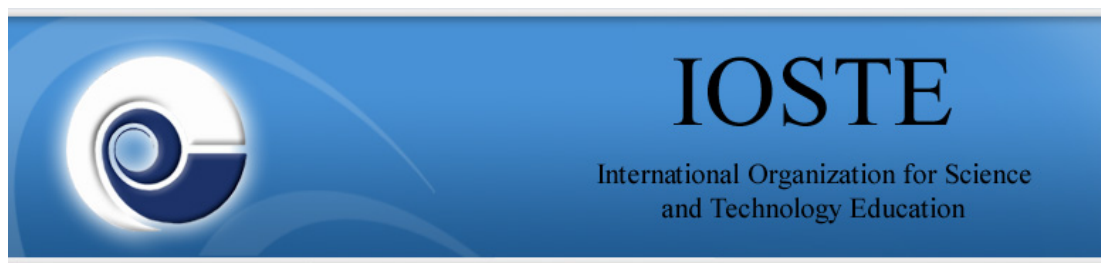 IOSTE
International Organization for Science
and Technology Education